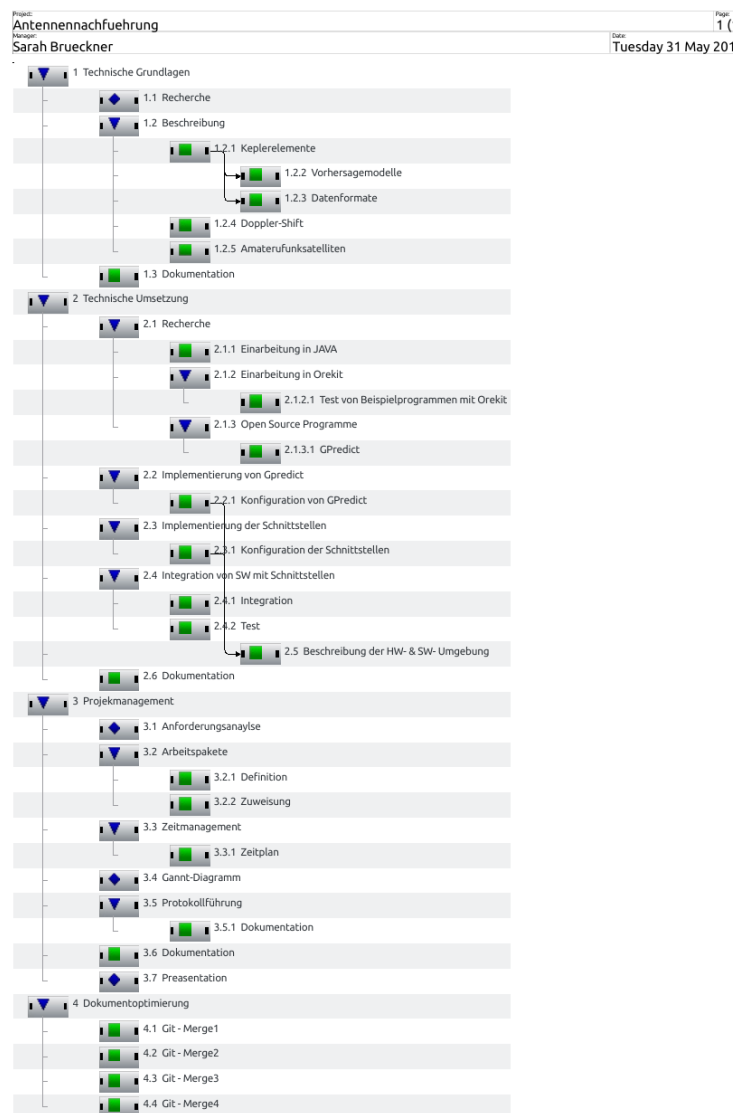 Project:
Antennennachfuehrung
Page:
1 (
Manager:
Sarah Brueckner
Date:
Tuesday 31 May 201
1 Technische Grundlagen
1.1 Recherche
1.2 Beschreibung
1.2.1 Keplerelemente
1.2.2 Vorhersagemodelle
1.2.3 Datenformate
1.2.4 Doppler-Shift
1.2.5 Amaterufunksatelliten
1.3 Dokumentation
2 Technische Umsetzung
2.1 Recherche
2.1.1 Einarbeitung in JAVA
2.1.2 Einarbeitung in Orekit
2.1.2.1 Test von Beispielprogrammen mit Orekit
2.1.3 Open Source Programme
2.1.3.1 GPredict
2.2 Implementierung von Gpredict
2.2.1 Konfiguration von GPredict
2.3 Implementierung der Schnittstellen
2.3.1 Konfiguration der Schnittstellen
2.4 Integration von SW mit Schnittstellen
2.4.1 Integration
2.4.2 Test
2.5 Beschreibung der HW- & SW- Umgebung
2.6 Dokumentation
3 Projekmanagement
3.1 Anforderungsanaylse
3.2 Arbeitspakete
3.2.1 Definition
3.2.2 Zuweisung
3.3 Zeitmanagement
3.3.1 Zeitplan
3.4 Gannt-Diagramm
3.5 Protokollführung
3.5.1 Dokumentation
3.6 Dokumentation
3.7 Preasentation
4 Dokumentoptimierung
4.1 Git - Merge1
4.2 Git - Merge2
4.3 Git - Merge3
4.4 Git - Merge4